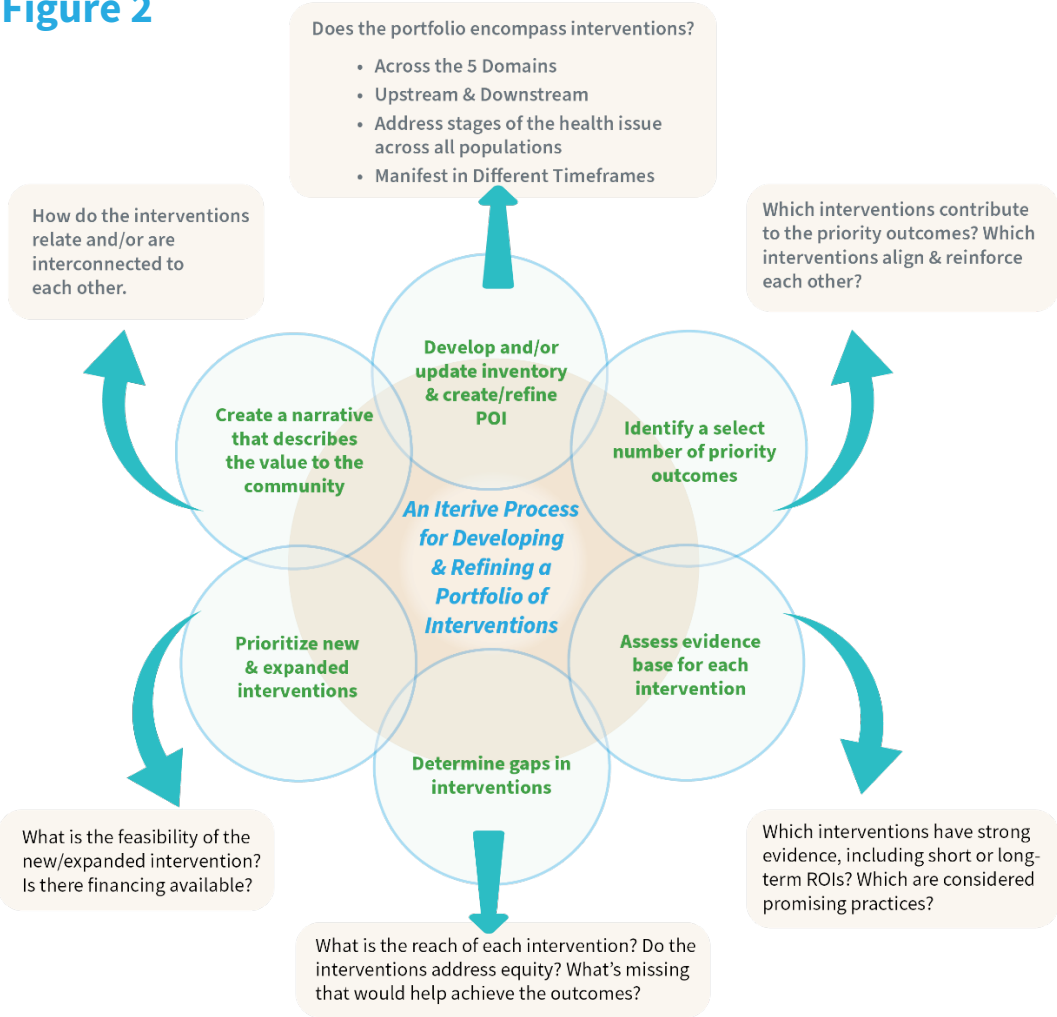 Figure 2
Does the portfolio encompass interventions?
• Across the 5 Domains
• Upstream & Downstream
• Address stages of the health issue
across all populations
• Manifest in Different Timeframes
How do the interventions
relate and/or are
interconnected to
each other.
Which interventions contribute
to the priority outcomes? Which
interventions align & reinforce
each other?
Develop and/or
update inventory
& create/refine
POI
Create a narrative
that describes
the value to the
community
Identify a select
number of priority
outcomes
An Iterive Process
for Developing
& Refining a
Portfolio of
Interventions
Prioritize new
& expanded
interventions
Assess evidence
base for each
intervention
Determine gaps in
interventions
What is the feasibility of the
new/expanded intervention?
Is there financing available?
Which interventions have strong
evidence, including short or long-
term ROIs? Which are considered
promising practices?
What is the reach of each intervention? Do the
interventions address equity? What’s missing
that would help achieve the outcomes?